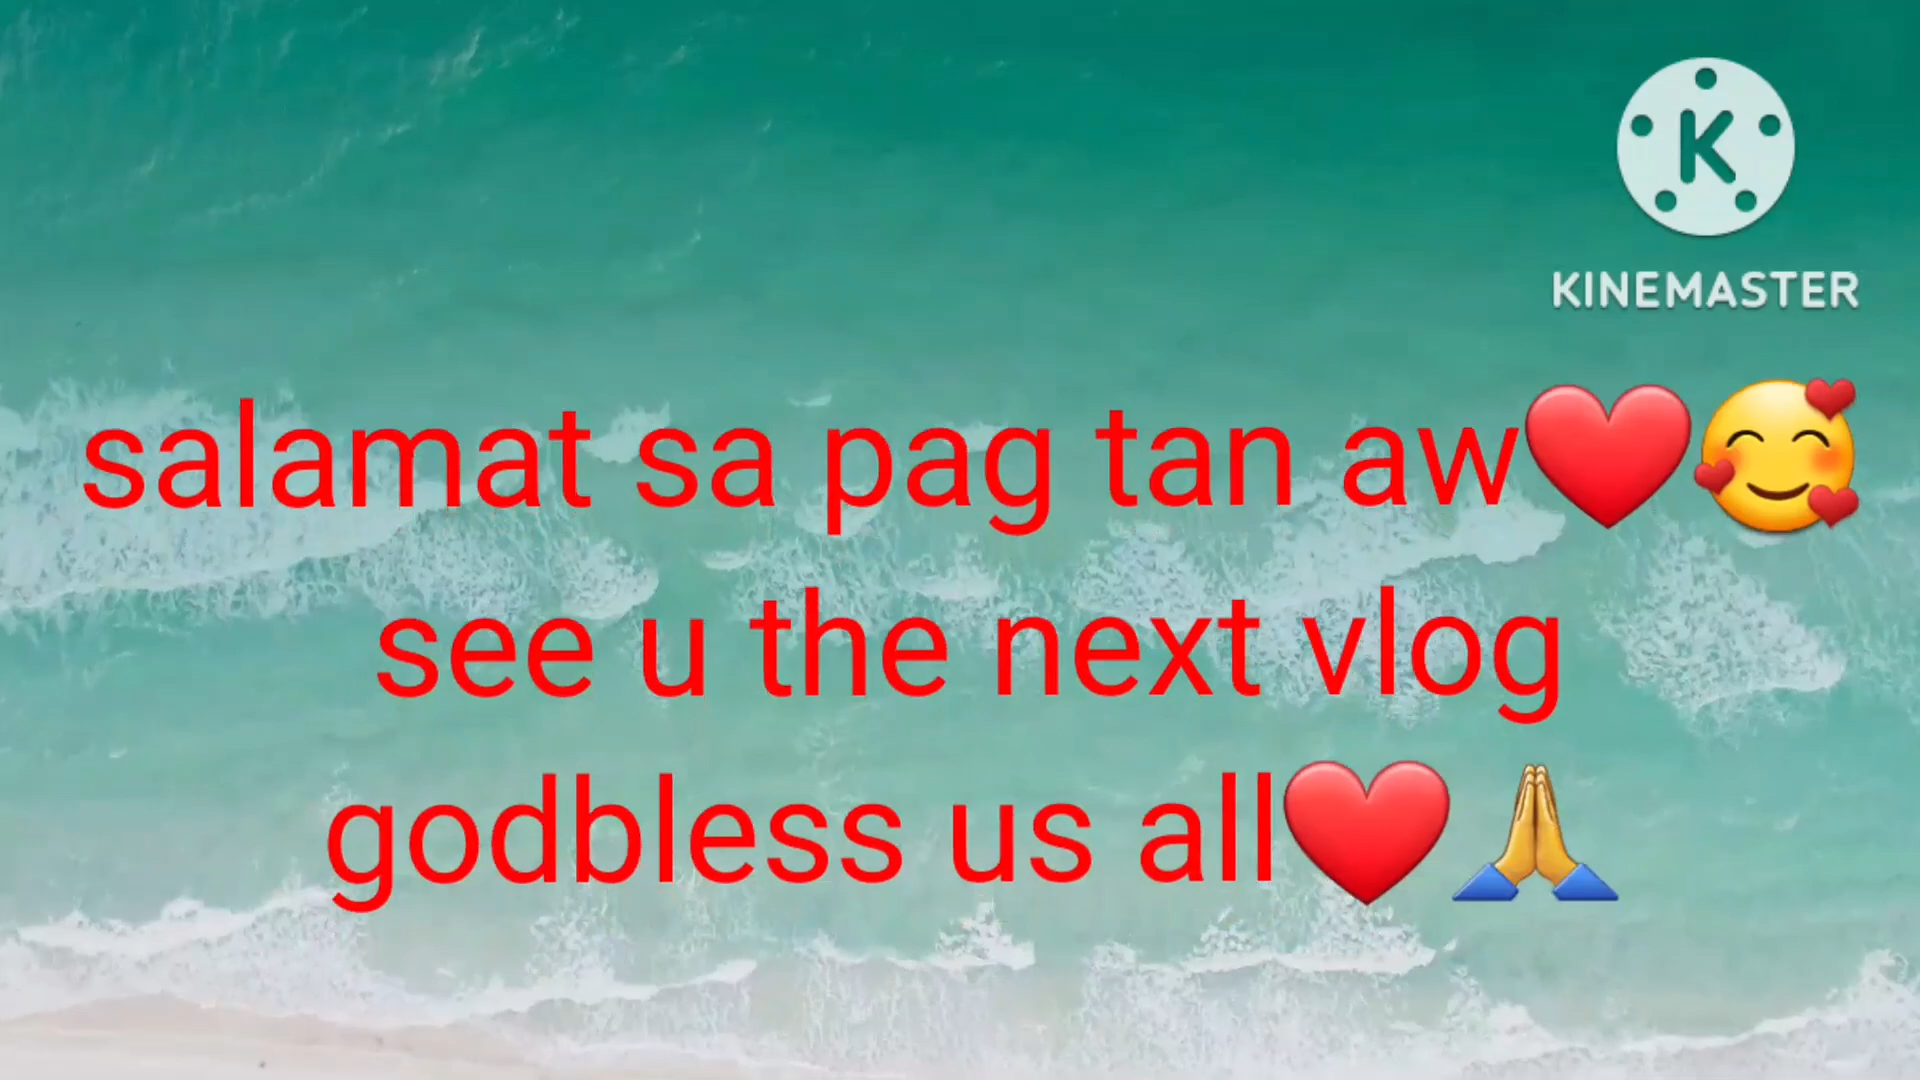 KINEMASTER
salamat sa pag tan aw❤️🥰
see u the next vlog
godbless us all❤️🙏